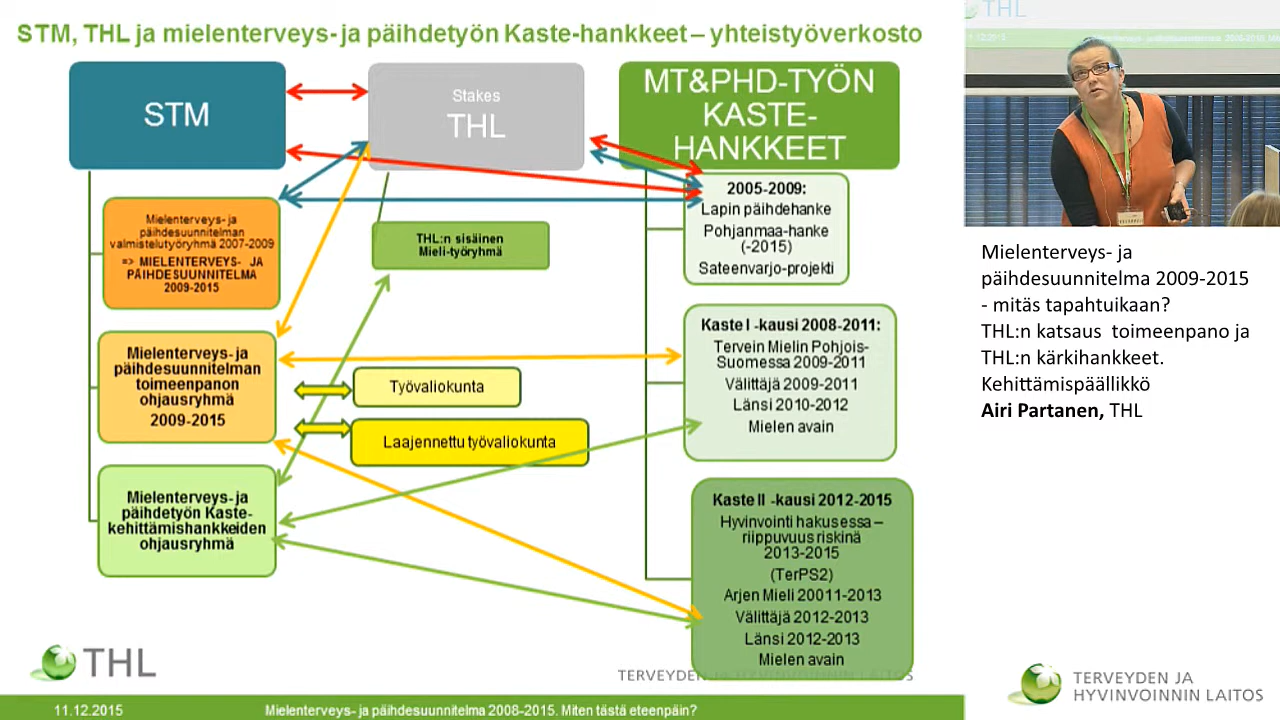 STM, THL ja mielenterveys- ja päihdetyön Kaste-hankkeet – yhteistyöverkosto
STM
Stakes
THL
MT&PHD-TYÖN
KASTE-
HANKKEET
Mielenterveys- ja
päihdesuunnitelman
valmistelutyöryhmä 2007-2009
=> MIELENTERVEYS- JA
PÄIHDESUUNNITELMA
2009-2015
THL:n sisäinen
Mieli-työryhmä
2005-2009:
Lapin päihdehanke
Pohjanmaa-hanke
(-2015)
Sateenvarjo-projekti
Mielenterveys- ja
päihdesuunnitelman
toimeenpanon
ohjausryhmä
2009-2015
Työvaliokunta
Laajennettu työvaliokunta
Kaste I -kausi 2008-2011:
Tervein Mielin Pohjois-
Suomessa 2009-2011
Välittäjä 2009-2011
Länsi 2010-2012
Mielen avain
Mielenterveys- ja
päihdetyön Kaste-
kehittämishankkeiden
ohjausryhmä
Kaste II -kausi 2012-2015
Hyvinvointi hakusessa –
riippuvuus riskinä
2013-2015
(TerPS2)
Arjen Mieli 20011-2013
Välittäjä 2012-2013
Länsi 2012-2013
Mielen avain
THL
TERVEYDEN JA HYVINVOINNIN LAITOS
11.12.2015
Mielenterveys- ja päihdesuunnitelma 2008-2015. Miten tästä eteenpäin?
THL
Mielenterveys- ja
päihdesuunnitelma 2009-2015
- mitäs tapahtuikaan?
THL:n katsaus toimeenpano ja
THL:n kärkihankkeet.
Kehittämispäällikkö
Airi Partanen, THL
TERVEYDEN JA
HYVINVOINNIN LAITOS